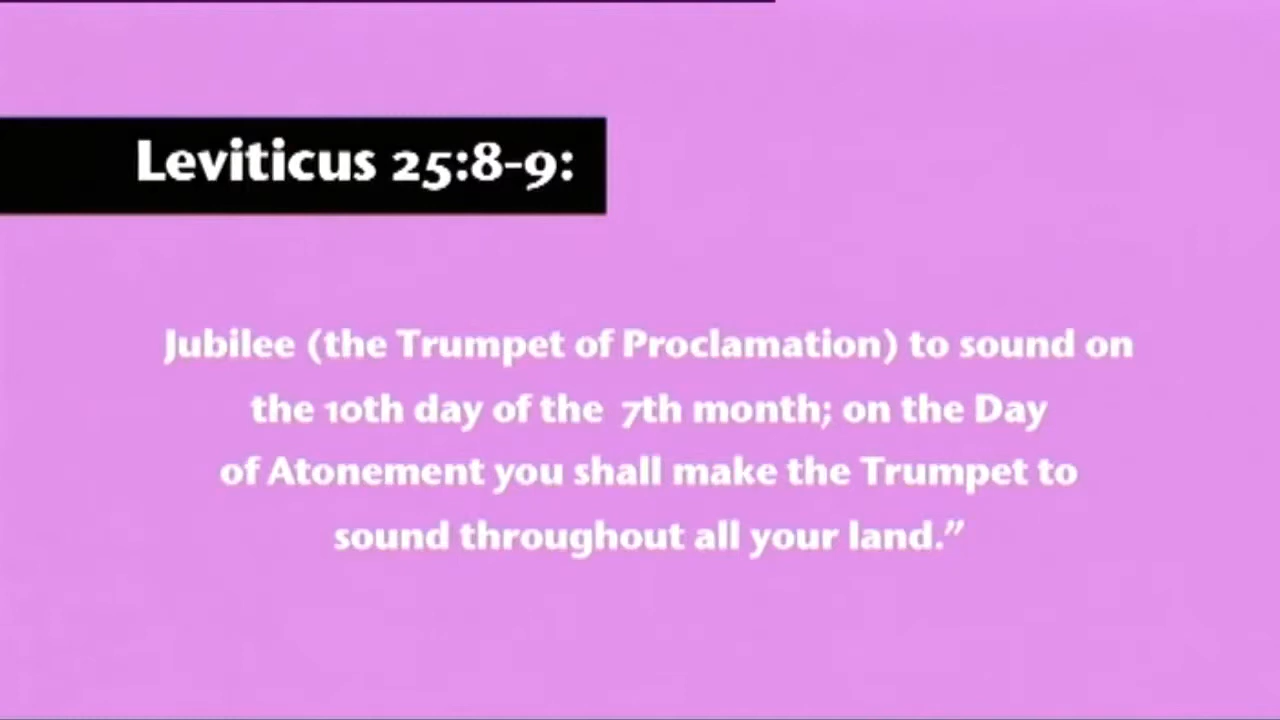 Leviticus 25:8-9:
Jubilee (the Trumpet of Proclamation) to sound on
the 10th day of the 7th month; on the Day
of Atonement you shall make the Trumpet to
sound throughout all your land.”